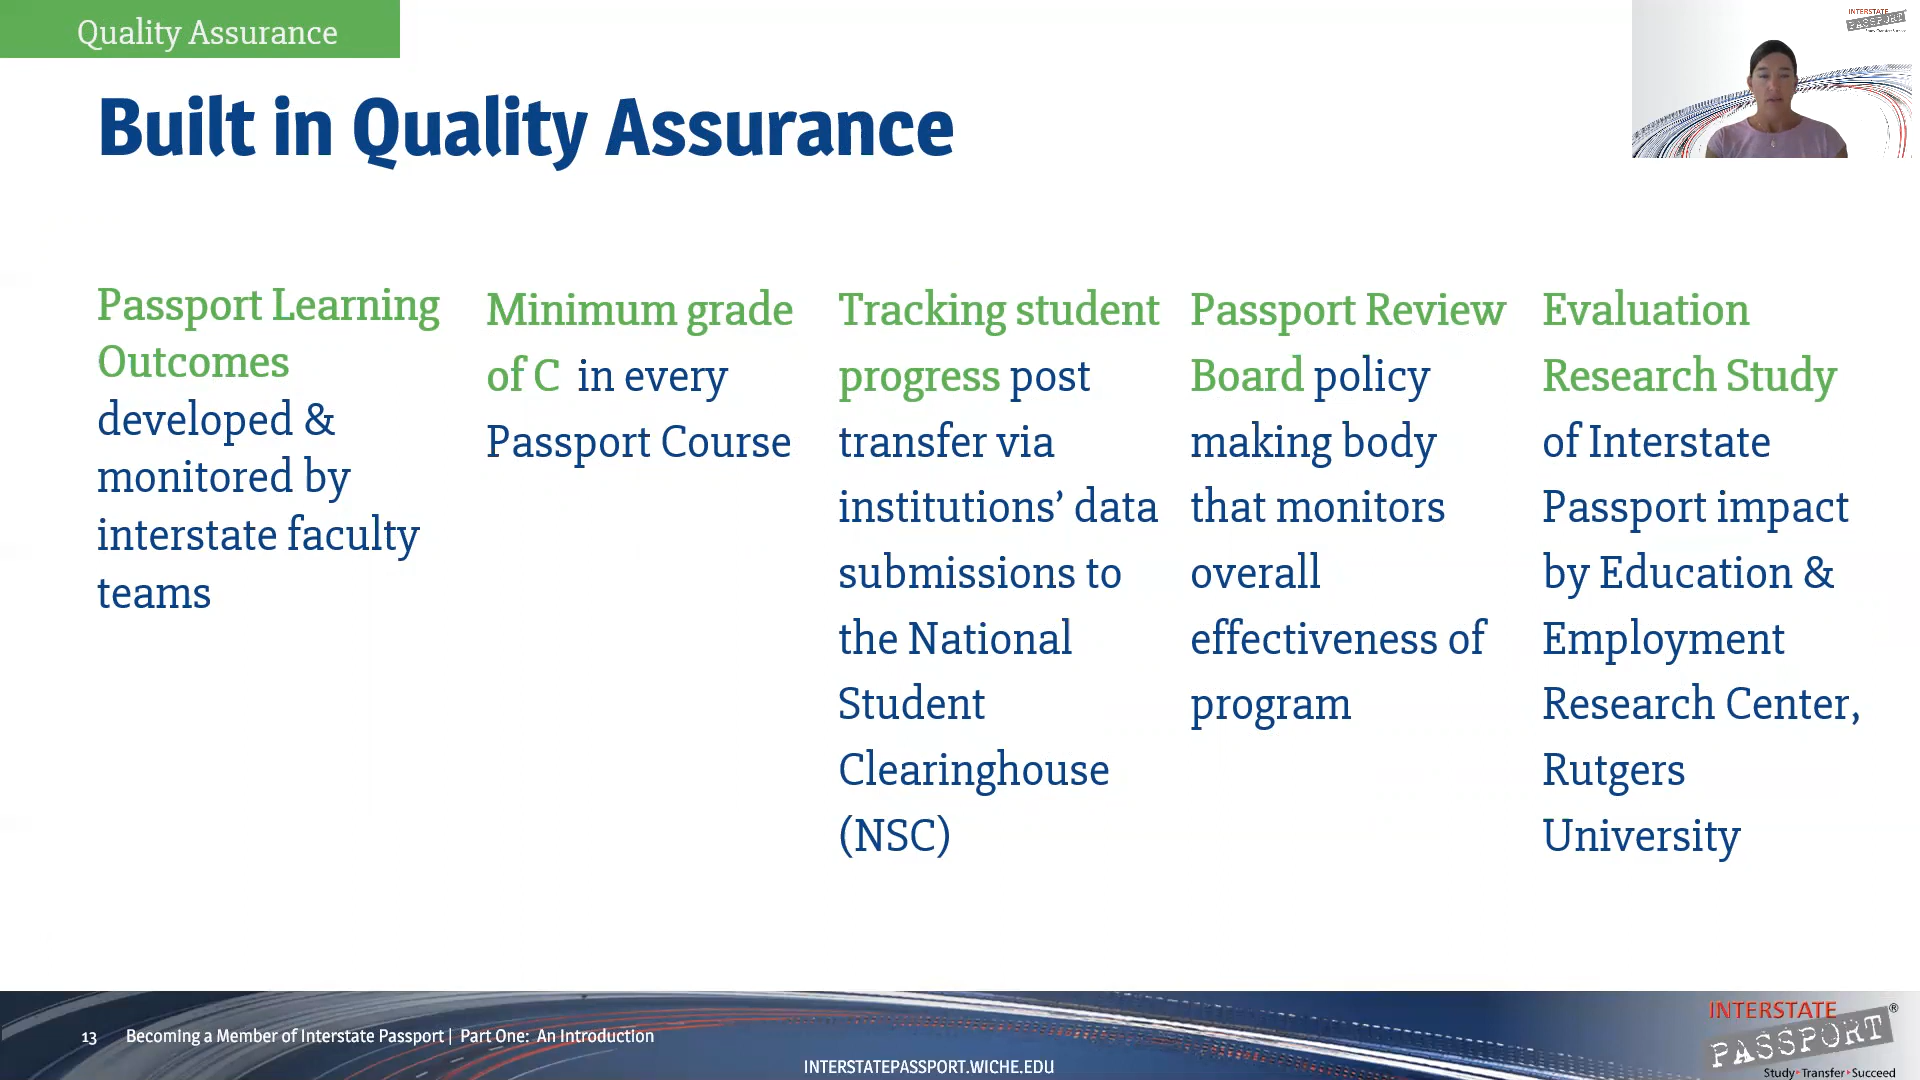 Quality Assurance
Built in Quality Assurance
INTERSTATE
PASSPORT
Passport Learning
Outcomes
developed &
monitored by
interstate faculty
teams
Minimum grade
of C in every
Passport Course
Tracking student
progress post
transfer via
institutions’ data
submissions to
the National
Student
Clearinghouse
(NSC)
Passport Review
Board policy
making body
that monitors
overall
effectiveness of
program
Evaluation
Research Study
of Interstate
Passport impact
by Education &
Employment
Research Center,
Rutgers
University
13 Becoming a Member of Interstate Passport | Part One: An Introduction
INTERSTATEPASSPORT.WICHE.EDU
INTERSTATE ®
PASSPORT
Study Transfer Succeed